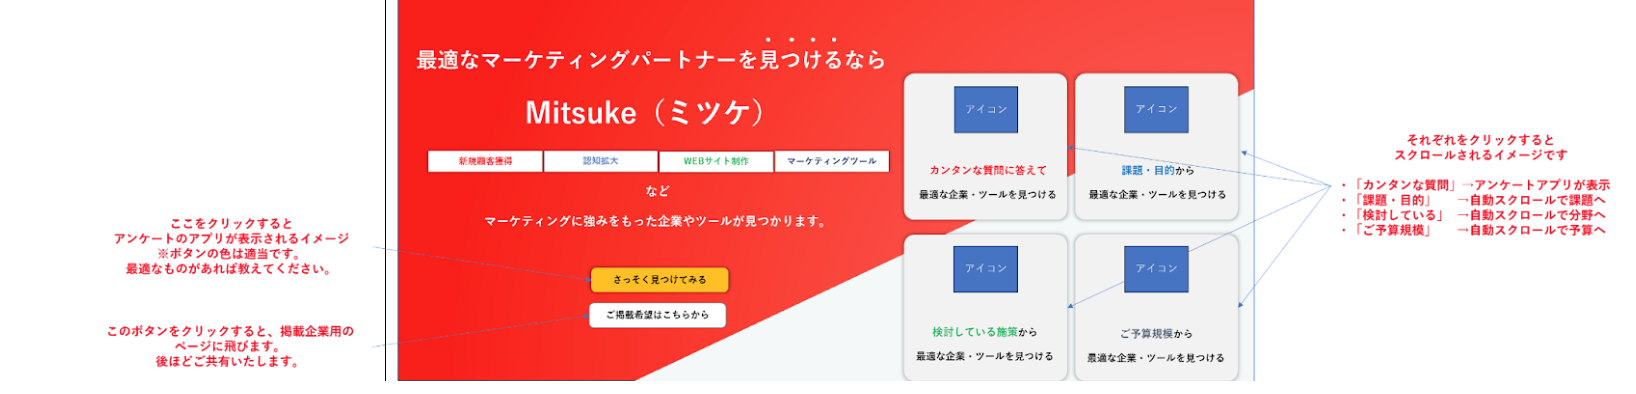 ここをクリックすると
アンケートのアプリが表示されるイメージ
※ボタンの色は適当です。
最適なものがあれば教えてください。
このボタンをクリックすると、掲載企業用の
ページに飛びます。
後ほどご共有いたします。
最適なマーケティングパートナーを見つけるなら
Mitsuke（ミツケ）
新規顧客獲得
認知拡大
WEBサイト制作
マーケティングツール
など
マーケティングに強みをもった企業やツールが見つかります。
さっそく見つけてみる
ご掲載希望はこちらから
アイコン
カンタンな質問に答えて
最適な企業・ツールを見つける
アイコン
課題・目的から
最適な企業・ツールを見つける
アイコン
検討している施策から
最適な企業・ツールを見つける
アイコン
ご予算規模から
最適な企業・ツールを見つける
それぞれをクリックすると
スクロールされるイメージです
・「カンタンな質問」→アンケートアプリが表示
・「課題・目的」　　→自動スクロールで課題へ
・「検討している」　→自動スクロールで分野へ
・「ご予算規模」　　→自動スクロールで予算へ